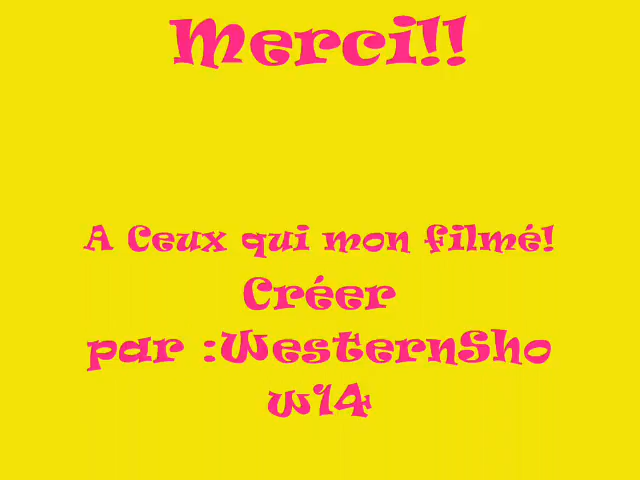 Merci!!
A Ceux qui mon filmé!
Créer
par :WesternSho
w14